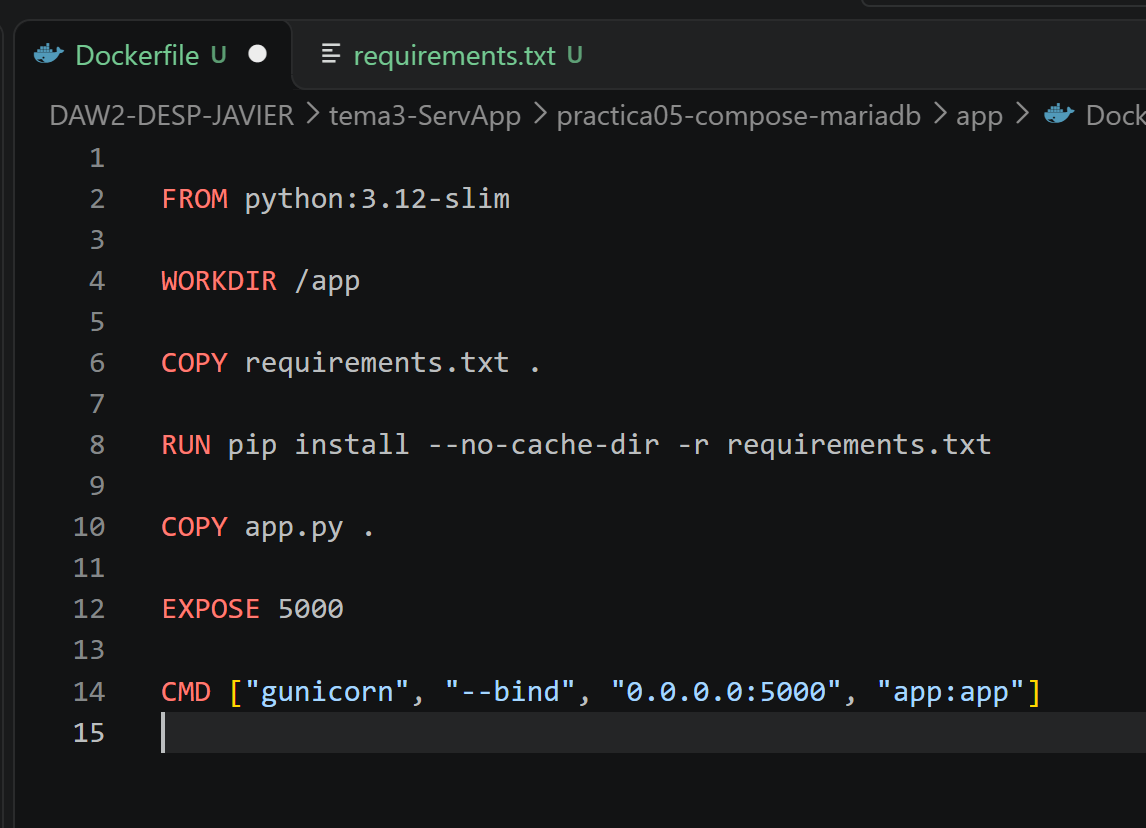 Dockerfile U requirements.txt U
DAW2-DESP-JAVIER > tema3-ServApp > practica05-compose-mariadb > app > Dock
1
2 FROM python:3.12-slim
3
4 WORKDIR /app
5
6 COPY requirements.txt .
7
8 RUN pip install --no-cache-dir -r requirements.txt
9
10 COPY app.py .
11
12 EXPOSE 5000
13
14 CMD ["gunicorn", "--bind", "0.0.0.0:5000", "app:app"]
15